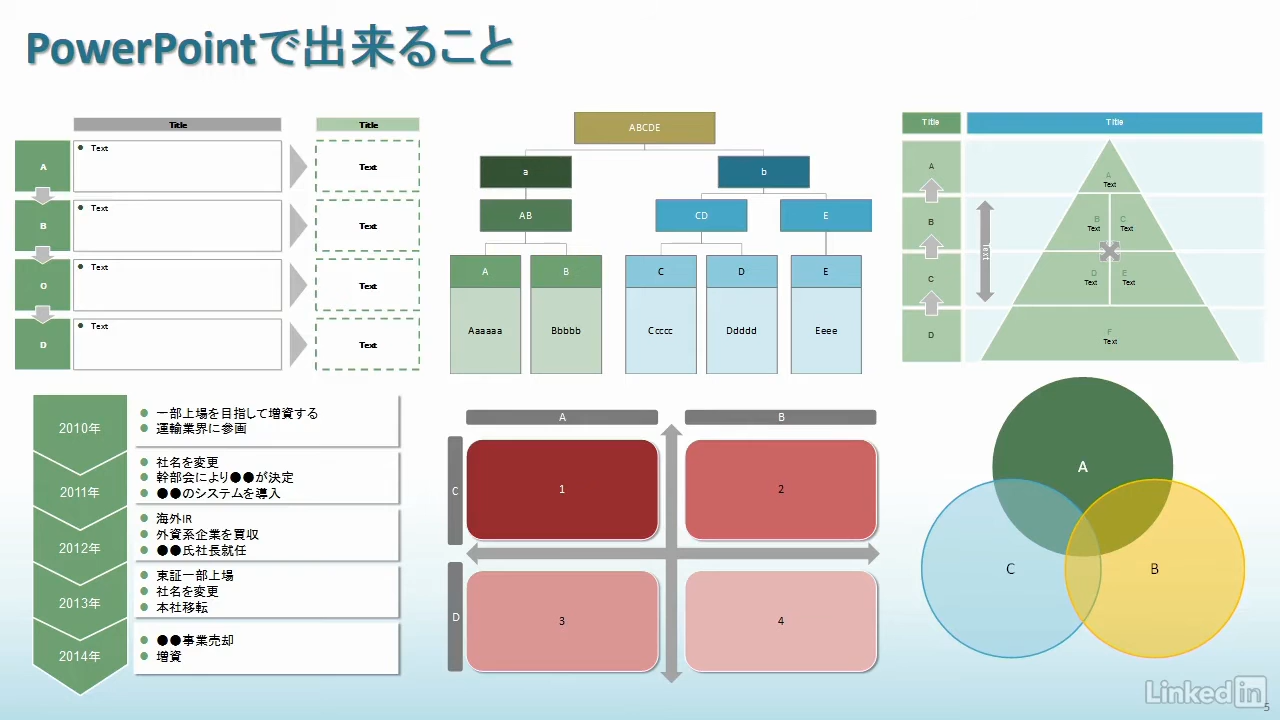 PowerPointで出来ること
Title
Title
A
Text
Text
B
Text
Text
C
Text
Text
D
Text
Text
ABCDE
a
b
AB
CD
E
A
B
C
D
E
Aaaaaa
Bbbbb
Ccccc
Ddddd
Eeee
Title
Title
A
B
C
D
Text
A
Text
B
Text
C
Text
D
Text
E
Text
F
Text
2010年
一部上場を目指して増資する
運輸業界に参画
2011年
社名を変更
幹部会により●●が決定
●●のシステムを導入
2012年
海外IR
外資系企業を買収
●●氏社長就任
2013年
東証一部上場
社名を変更
本社移転
2014年
●●事業売却
増資
A
B
C
D
1
2
3
4
A
C
B
Linked in
5